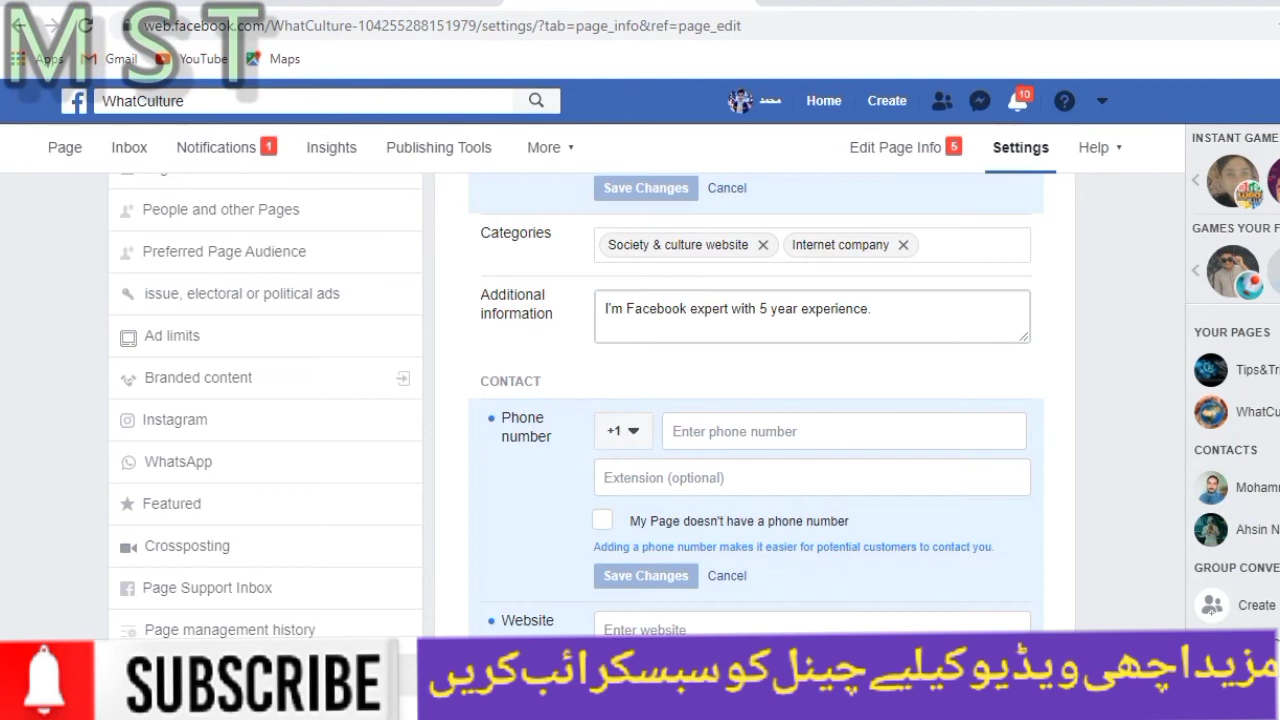 MST
web.facebook.com/WhatCulture-104255288151979/settings/?tab=page_info&ref=page_edit
Apps Gmail YouTube Maps
WhatCulture
محمد Home Create 10
Page Inbox Notifications 1 Insights Publishing Tools More Edit Page Info 5 Settings Help
INSTANT GAME
Save Changes Cancel
People and other Pages
Preferred Page Audience
issue, electoral or political ads
Ad limits
Branded content
Instagram
WhatsApp
Featured
Crossposting
Page Support Inbox
Page management history
Categories
Society & culture website Internet company
Additional
information
I'm Facebook expert with 5 year experience.
CONTACT
Phone
number
+1 Enter phone number
Extension (optional)
My Page doesn't have a phone number
Adding a phone number makes it easier for potential customers to contact you.
Save Changes Cancel
Website
Enter website
GAMES YOUR F
YOUR PAGES
Tips&Tri
WhatCu
CONTACTS
Mohamm
Ahsin N
GROUP CONVE
Create
SUBSCRIBE
مزید اچھی ویڈیو کیلیے چینل کو سبسکرائب کریں